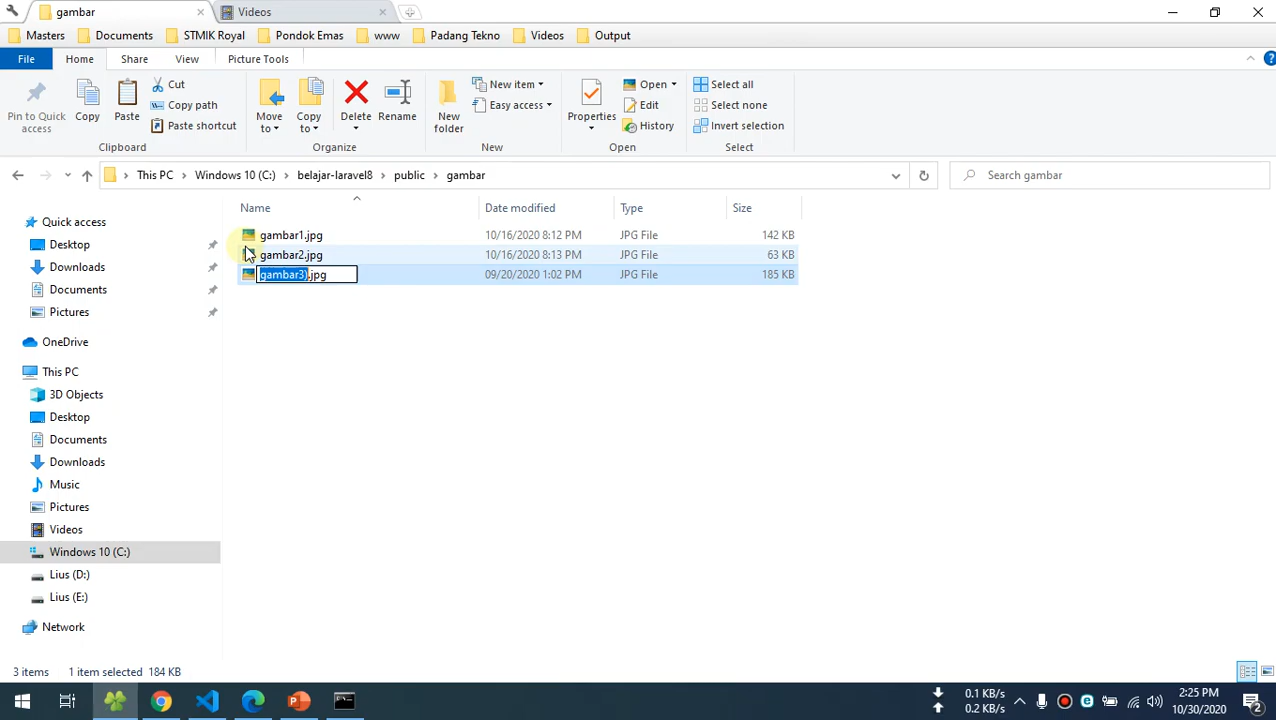 gambar
Videos
Masters Documents STMIK Royal Pondok Emas www Padang Tekno Videos Output
File Home Share View Picture Tools
Pin to Quick access
Copy
Paste
Cut
Copy path
Paste shortcut
Clipboard
Move to
Copy to
Delete
Rename
Organize
New folder
New item
Easy access
New
Properties
Open
Edit
History
Open
Select all
Select none
Invert selection
Select
This PC Windows 10 (C:) belajar-laravel8 public gambar
Search gambar
Quick access
Desktop
Downloads
Documents
Pictures
OneDrive
This PC
3D Objects
Desktop
Documents
Downloads
Music
Pictures
Videos
Windows 10 (C:)
Lius (D:)
Lius (E:)
Network
Name Date modified Type Size
gambar1.jpg 10/16/2020 8:12 PM JPG File 142 KB
gambar2.jpg 10/16/2020 8:13 PM JPG File 63 KB
gambar3).jpg 09/20/2020 1:02 PM JPG File 185 KB
3 items 1 item selected 184 KB
0.1 KB/s
0.2 KB/s
2:25 PM
10/30/2020
2